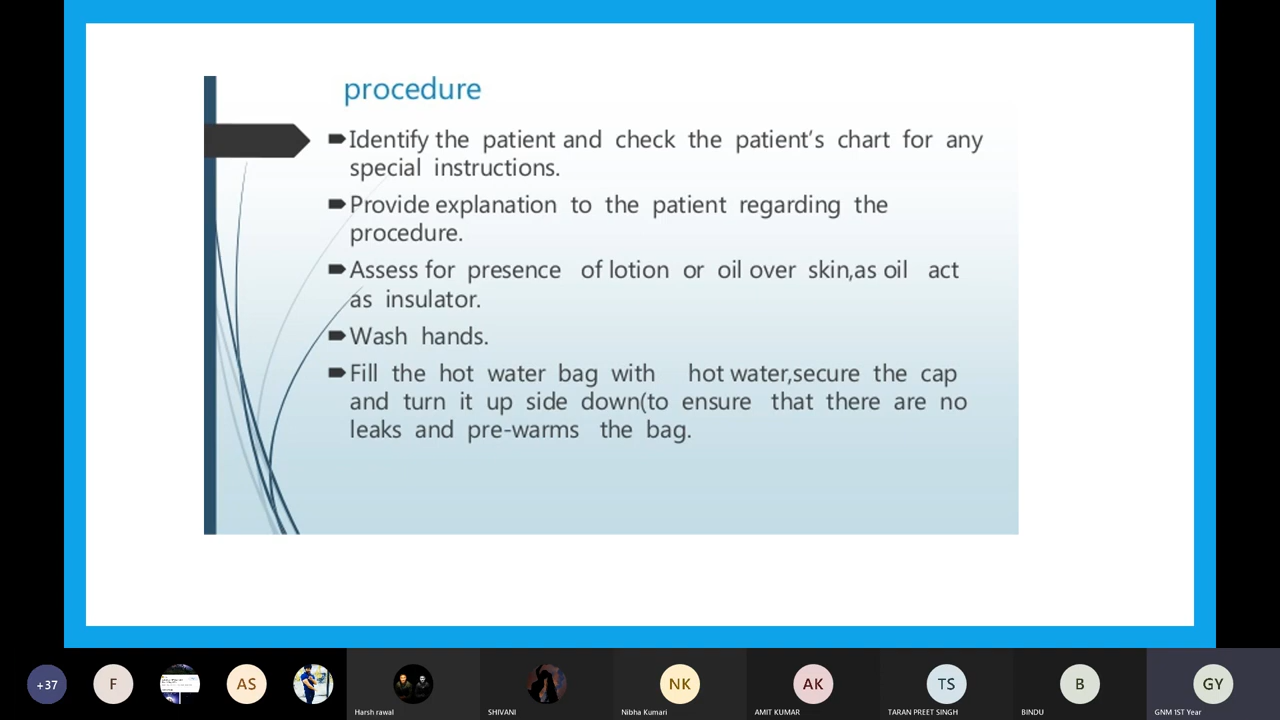 procedure
Identify the patient and check the patient's chart for any
special instructions.
Provide explanation to the patient regarding the
procedure.
Assess for presence of lotion or oil over skin,as oil act
as insulator.
Wash hands.
Fill the hot water bag with hot water,secure the cap
and turn it up side down(to ensure that there are no
leaks and pre-warms the bag.
+37
F
AS
NK
AK
TS
B
GY
Harsh rawal
SHIVANI
Nibha Kumari
AMIT KUMAR
TARAN PREET SINGH
BINDU
GNM 1ST Year